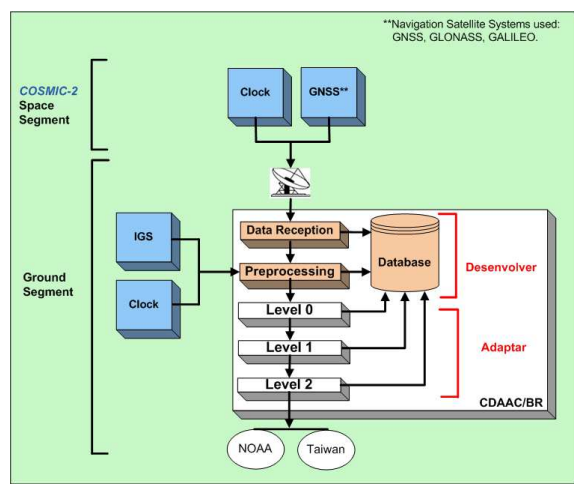 **Navigation Satellite Systems used:
GNSS, GLONASS, GALILEO.
COSMIC-2
Space
Segment
Clock
GNSS**
Ground
Segment
IGS
Clock
Data Reception
Preprocessing
Level 0
Level 1
Level 2
Database
Desenvolver
Adaptar
CDAAC/BR
NOAA
Taiwan